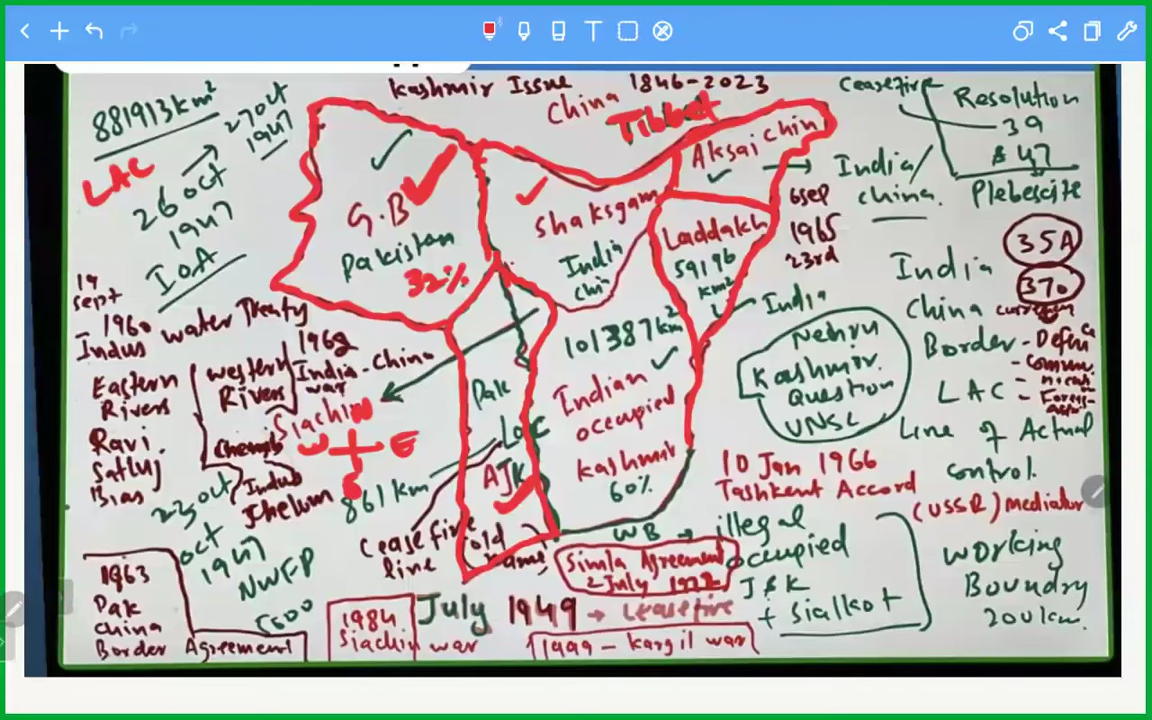 Kashmir Issue 1846-2023
881913 km²
27 Oct
1947
LAC
26 oct
1947
I.O.A
China
Tibbet
Ceasefire
Resolution
39
& 47
Plebescite
G.B
Pakistan
32%
Shaksgam
India
Chi
Aksai Chin
India/
China.
6sep
1965
23rd
Laddakh
59196
km²
India
35A
370
currency
India
China
Border - Defence
LAC
Line of Actual
control.
19
Sept
1960
Indus water Treaty
Eastern
Rivers
Ravi
Satluj
Bias
western
Rivers
Chenab
Indus
Jhelum
1962
India-China
war
Siachin
W E
S
Pak
LOC
AJK
861 km
Cease fire
line
old
name
101387 km²
Indian
occupied
Kashmir
60%
Nehru
Kashmir
Question
UNSC
10 Jan 1966
Tashkent Accord
(USSR) Mediator
WB
illegal
occupied
J&K
+ Sialkot
working
Boundry
200 km.
22 oct
oct
1947
NWFP
1963
Pak
China
Border Agreement
1984
Siachin war
Simla Agreement
2 July 1972
July 1949 → Ceasefire
1999 - Kargil war